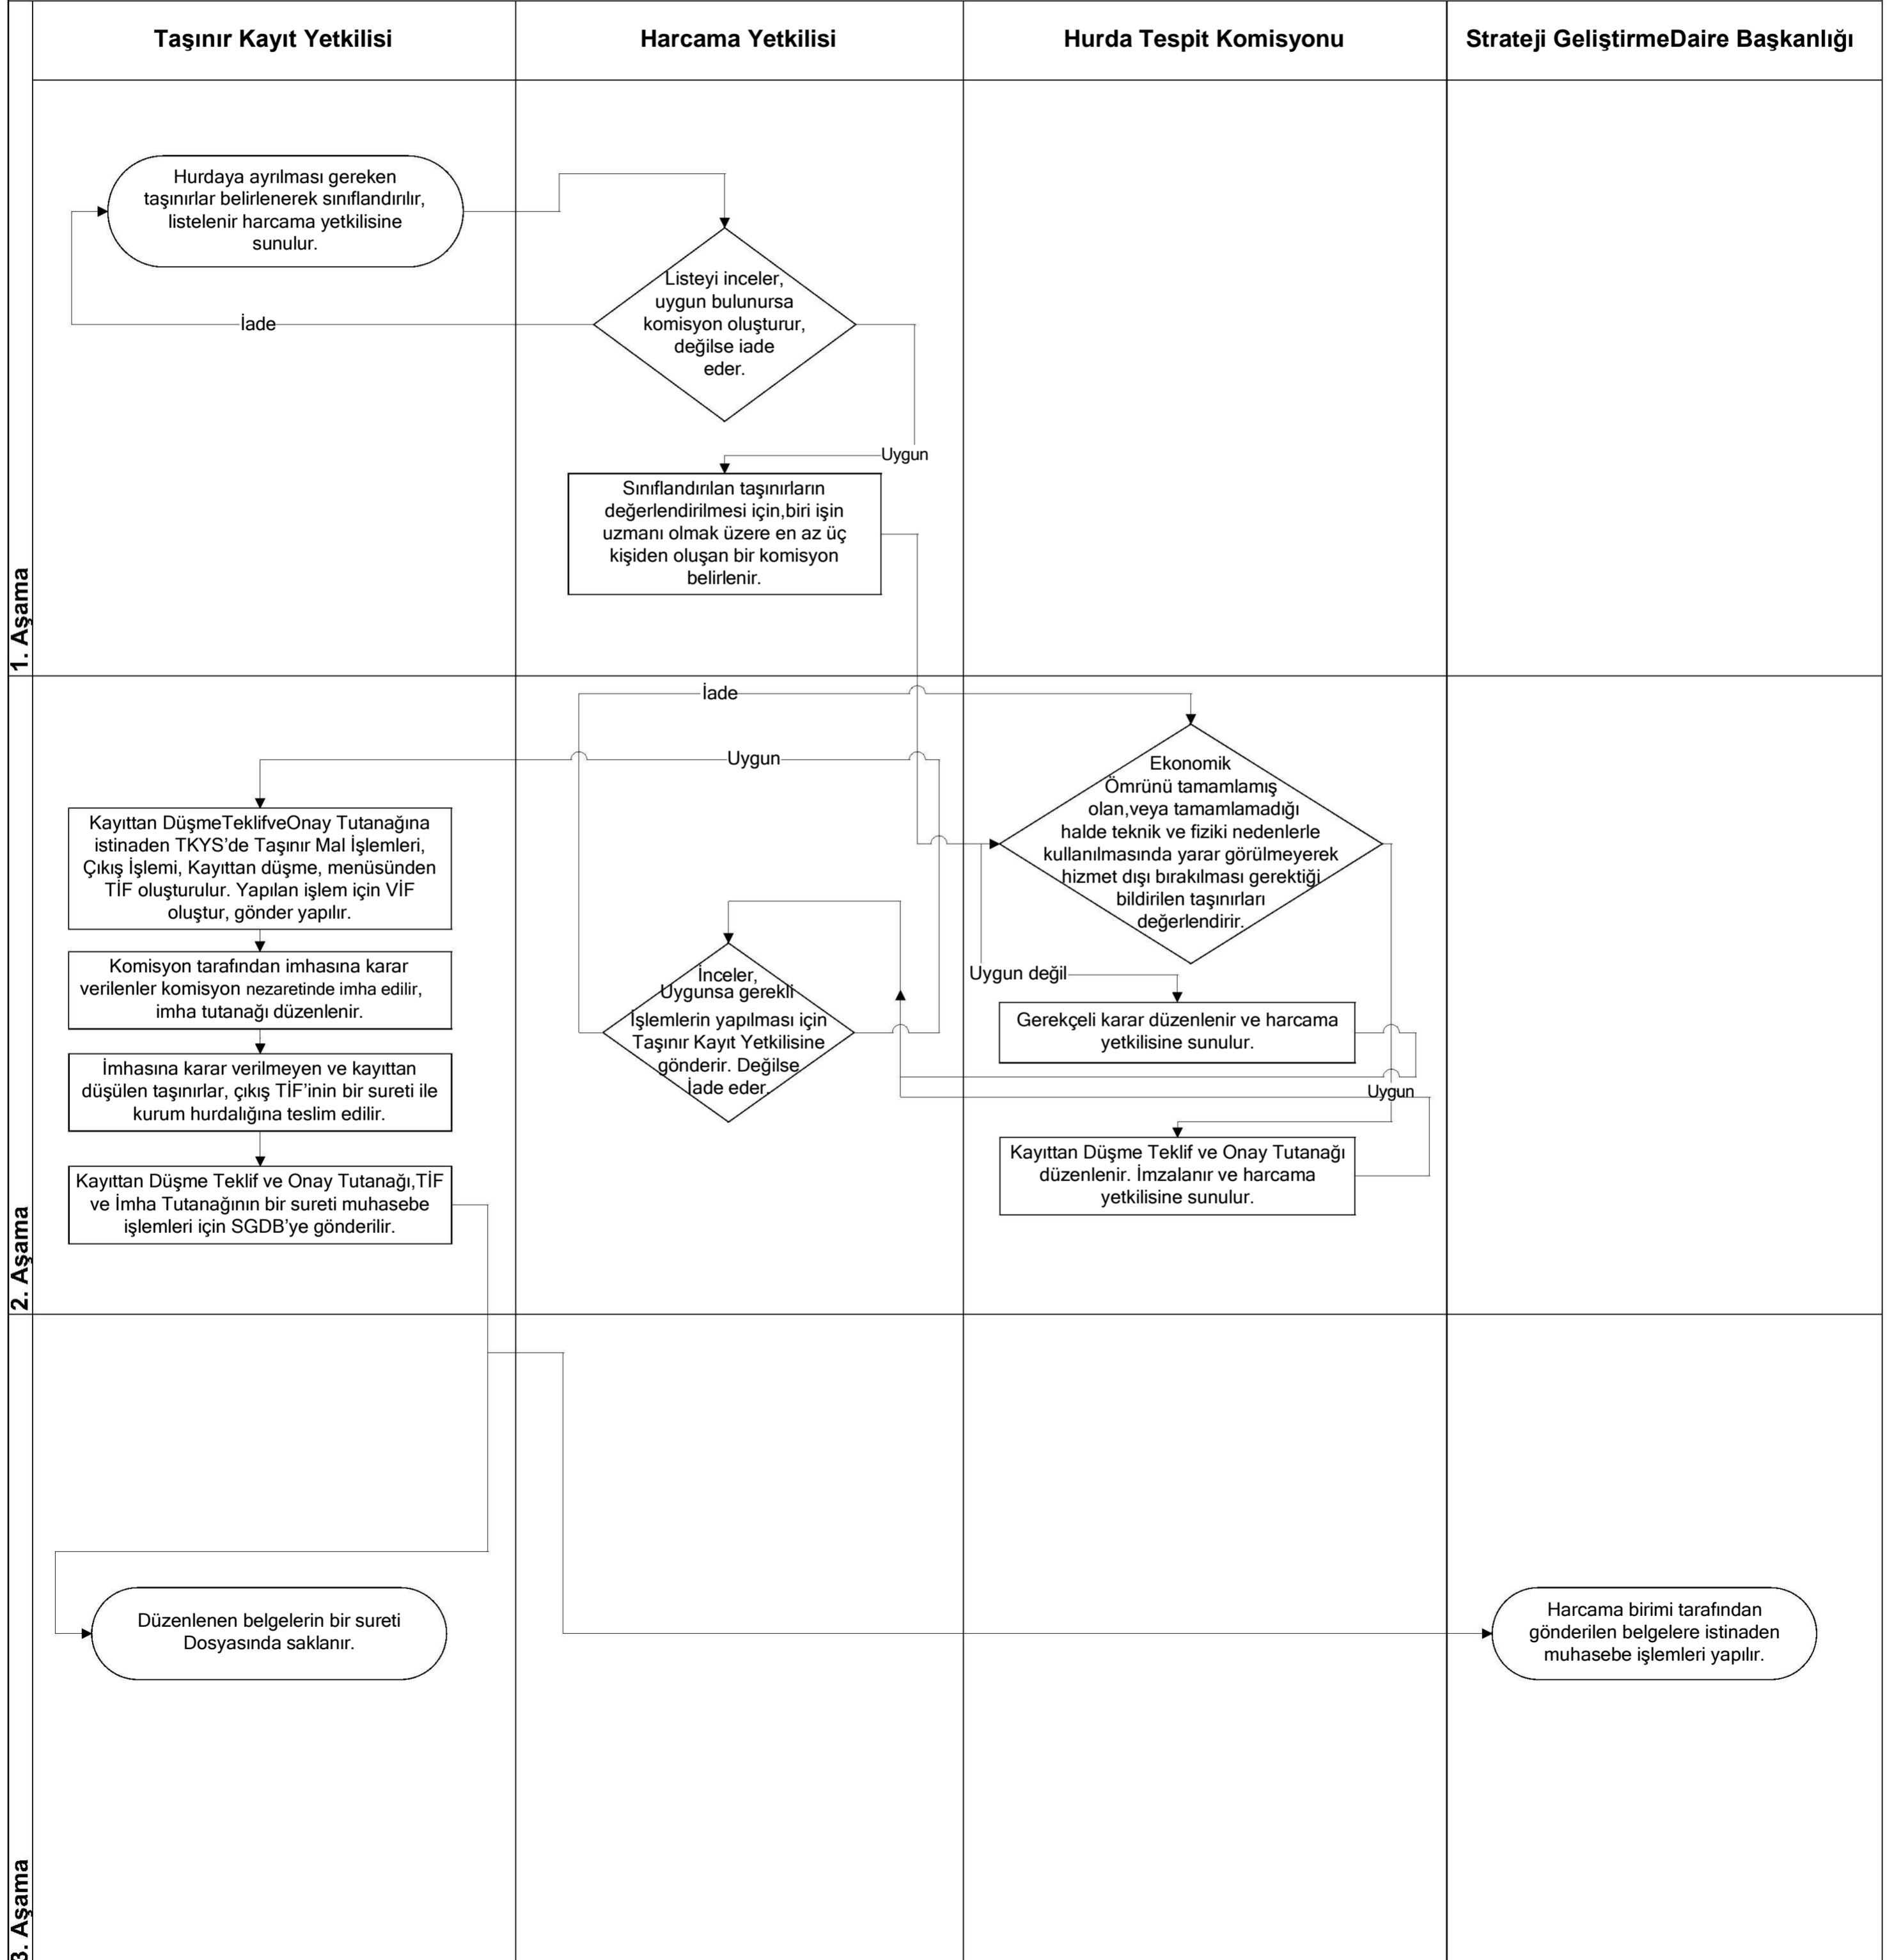 Taşınır Kayıt Yetkilisi
Harcama Yetkilisi
Hurda Tespit Komisyonu
Strateji GeliştirmeDaire Başkanlığı
1. Aşama
Hurdaya ayrılması gereken
taşınırlar belirlenerek sınıflandırılır,
listelenir harcama yetkilisine
sunulur.
Listeyi inceler,
uygun bulunursa
komisyon oluşturur,
değilse iade
eder.
İade
Uygun
Sınıflandırılan taşınırların
değerlendirilmesi için,biri işin
uzmanı olmak üzere en az üç
kişiden oluşan bir komisyon
belirlenir.
2. Aşama
İade
Uygun
Ekonomik
Ömrünü tamamlamış
olan,veya tamamlamadığı
halde teknik ve fiziki nedenlerle
kullanılmasında yarar görülmeyerek
hizmet dışı bırakılması gerektiği
bildirilen taşınırları
değerlendirir.
Kayıttan DüşmeTeklifveOnay Tutanağına
istinaden TKYS’de Taşınır Mal İşlemleri,
Çıkış İşlemi, Kayıttan düşme, menüsünden
TİF oluşturulur. Yapılan işlem için VİF
oluştur, gönder yapılır.
Komisyon tarafından imhasına karar
verilenler komisyon nezaretinde imha edilir,
imha tutanağı düzenlenir.
İmhasına karar verilmeyen ve kayıttan
düşülen taşınırlar, çıkış TİF’inin bir sureti ile
kurum hurdalığına teslim edilir.
Kayıttan Düşme Teklif ve Onay Tutanağı,TİF
ve İmha Tutanağının bir sureti muhasebe
işlemleri için SGDB’ye gönderilir.
İnceler,
Uygunsa gerekli
İşlemlerin yapılması için
Taşınır Kayıt Yetkilisine
gönderir. Değilse
İade eder.
Uygun değil
Gerekçeli karar düzenlenir ve harcama
yetkilisine sunulur.
Uygun
Kayıttan Düşme Teklif ve Onay Tutanağı
düzenlenir. İmzalanır ve harcama
yetkilisine sunulur.
3. Aşama
Düzenlenen belgelerin bir sureti
Dosyasında saklanır.
Harcama birimi tarafından
gönderilen belgelere istinaden
muhasebe işlemleri yapılır.